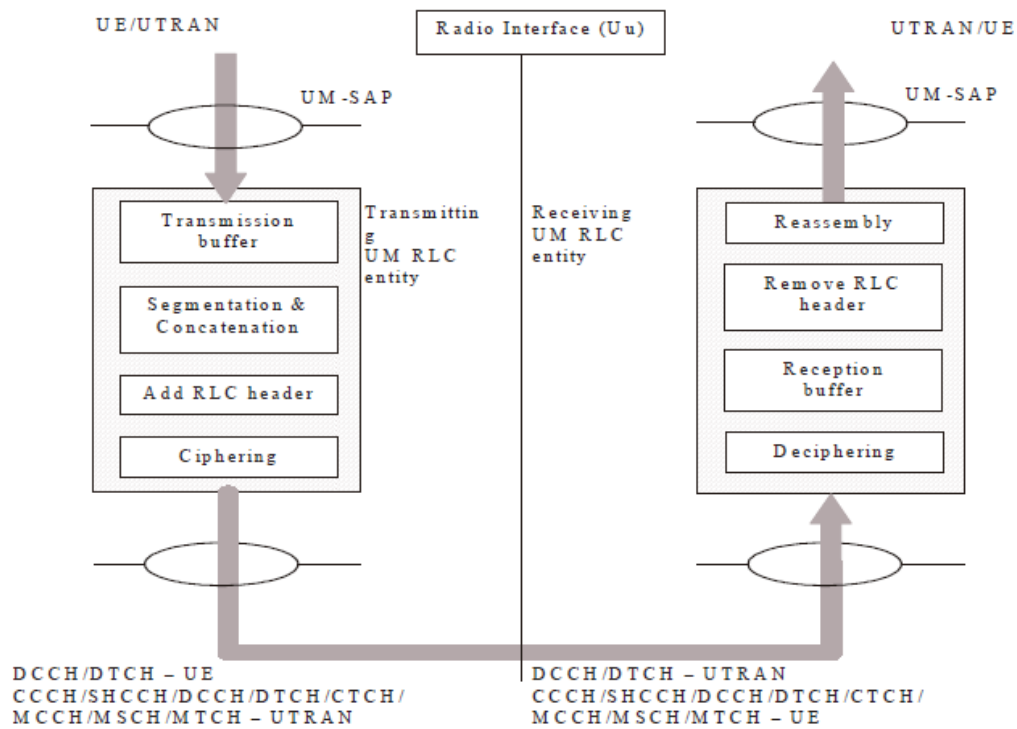 UE/UTRAN
Radio Interface (Uu)
UTRAN/UE
UM-SAP
UM-SAP
Transmission
buffer
Segmentation &
Concatenation
Add RLC header
Ciphering
Transmittin
g
UM RLC
entity
Receiving
UM RLC
entity
Reassembly
Remove RLC
header
Reception
buffer
Deciphering
DCCH/DTCH – UE
CCCH/SHCCH/DCCH/DTCH/CTCH/
MCCH/MSCH/MTCH – UTRAN
DCCH/DTCH – UTRAN
CCCH/SHCCH/DCCH/DTCH/CTCH/
MCCH/MSCH/MTCH – UE